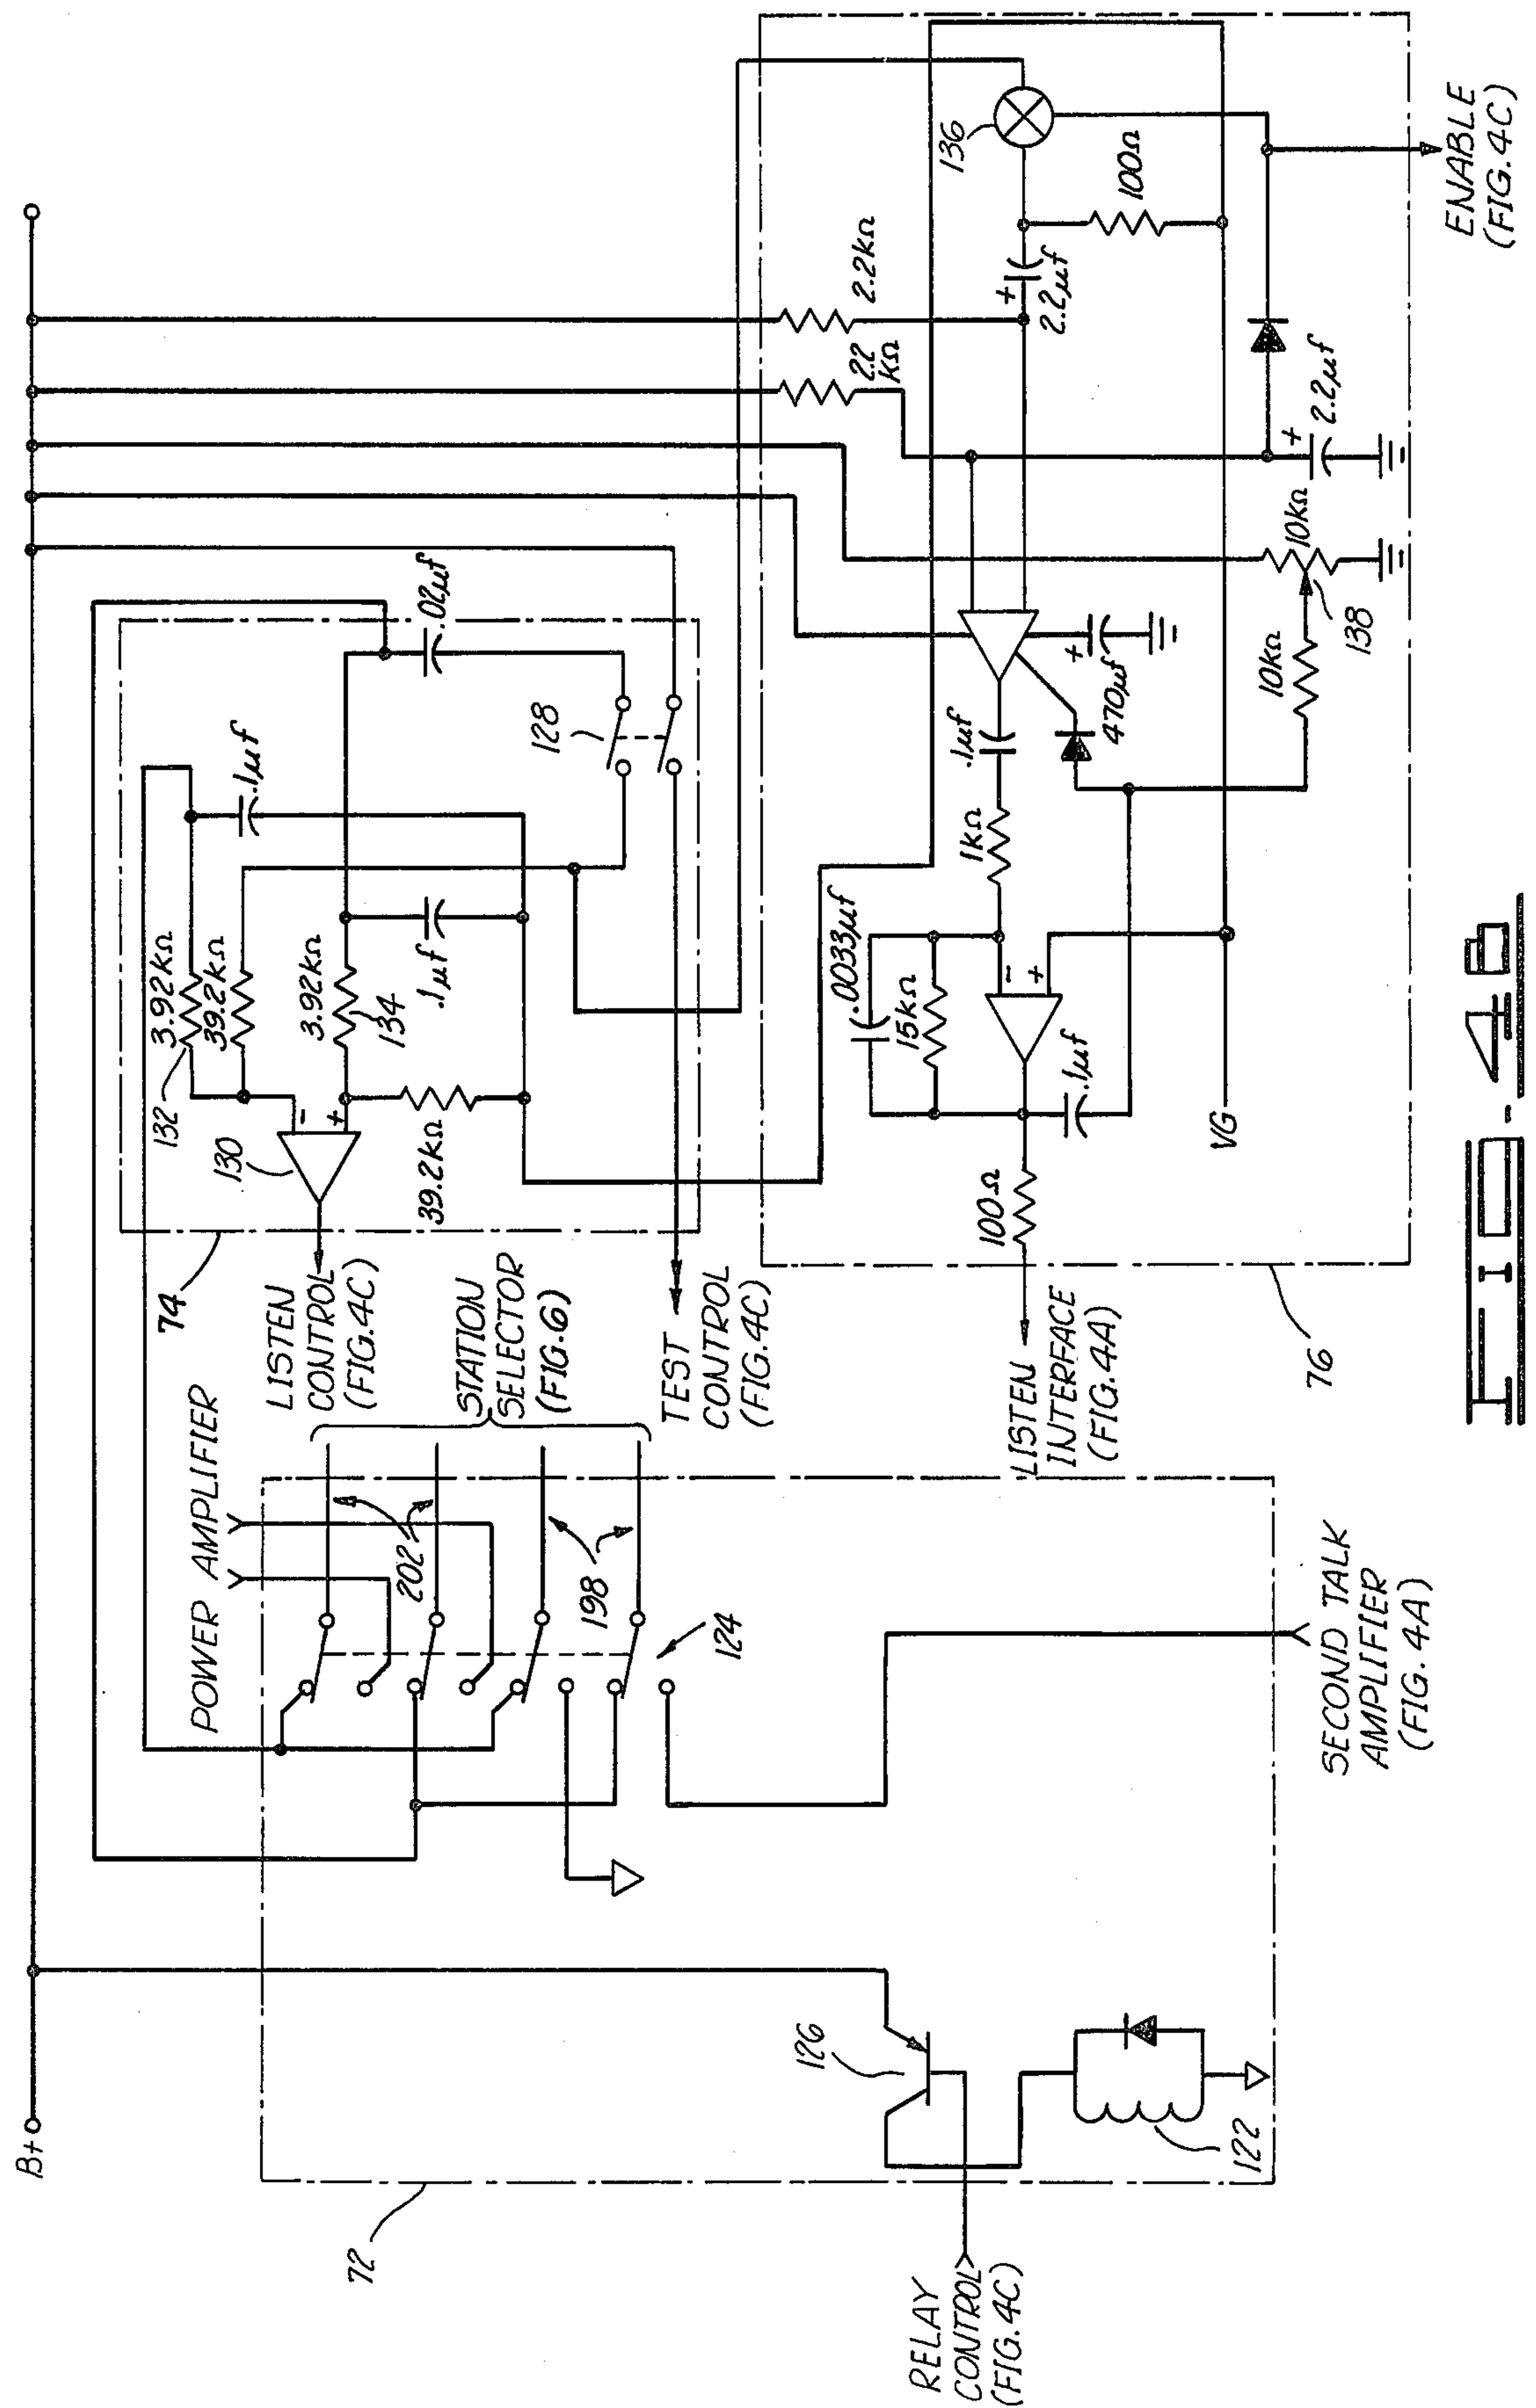 B+
72
RELAY
CONTROL
(FIG.4C)
126
122
POWER AMPLIFIER
202
198
124
SECOND TALK
AMPLIFIER
(FIG. 4A)
STATION
SELECTOR
(FIG.6)
LISTEN
CONTROL
(FIG.4C)
74
TEST
CONTROL
(FIG.4C)
130
132
3.92kΩ
39.2kΩ
3.92kΩ
134
39.2kΩ
-
+
.1µf
.1µf
.02µf
128
LISTEN
INTERFACE
(FIG.4A)
76
100Ω
.1µf
.0033µf
15kΩ
-
+
1kΩ
.1µf
VG
+
470µf
10kΩ
138
10kΩ
22
kΩ
2.2kΩ
+
2.2µf
+
2.2µf
136
100Ω
ENABLE
(FIG.4C)
FIG-4B